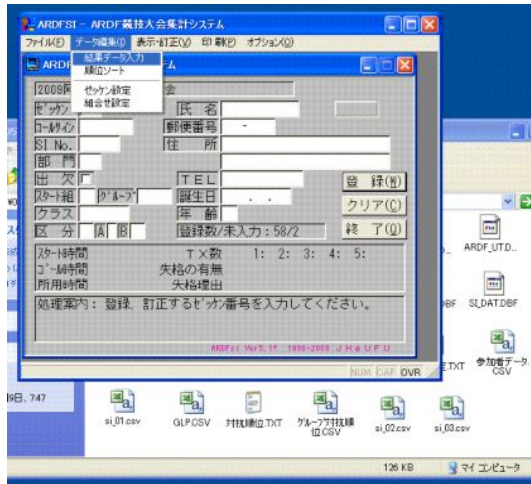 ARDFSI - ARDF競技大会集計システム
ファイル(F) データ編集(I) 表示・訂正(V) 印刷(P) オプション(O)
結果データ入力
順位ソート
ゼッケン設定
組合せ設定
ARDF
ム
[2009
会
ゼッケン
氏 名
コールサイン
郵便番号 -
SI No.
住 所
部 門
出 欠
TEL
登 録(W)
スタート組
グループ
誕生日 . .
クリア(C)
クラス
年 齢
区 分 A B
登録数/未入力:58/2
終 了(Q)
スタート時間 TX数 1: 2: 3: 4: 5:
ゴール時間 失格の有無
所用時間 失格理由
処理案内: 登録、訂正するゼッケン番号を入力してください。
ARDFSI Ver5.1f 1998-2009 JHφUFU
NUM CAP OVR
ARDF_UTD...
DBF
SI_DAT.DBF
TXT
参加者データ.CSV
9日、7:47
si_01.csv
GLP.CSV
対抗順位.TXT
グループ対抗順位.CSV
si_02.csv
si_03.csv
126 KB
マイ コンピュータ